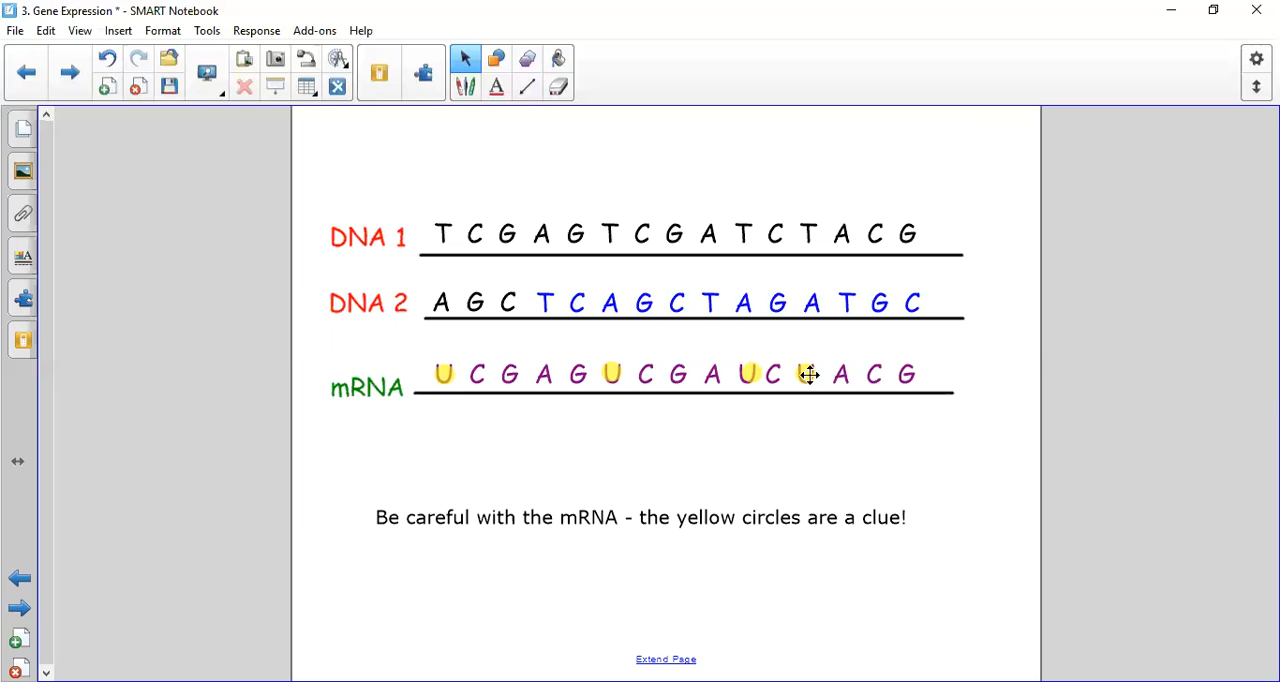 3. Gene Expression * - SMART Notebook
File Edit View Insert Format Tools Response Add-ons Help
DNA 1 T C G A G T C G A T C T A C G
DNA 2 A G C T C A G C T A G A T G C
mRNA U C G A G U C G A U C U A C G
Be careful with the mRNA - the yellow circles are a clue!
Extend Page